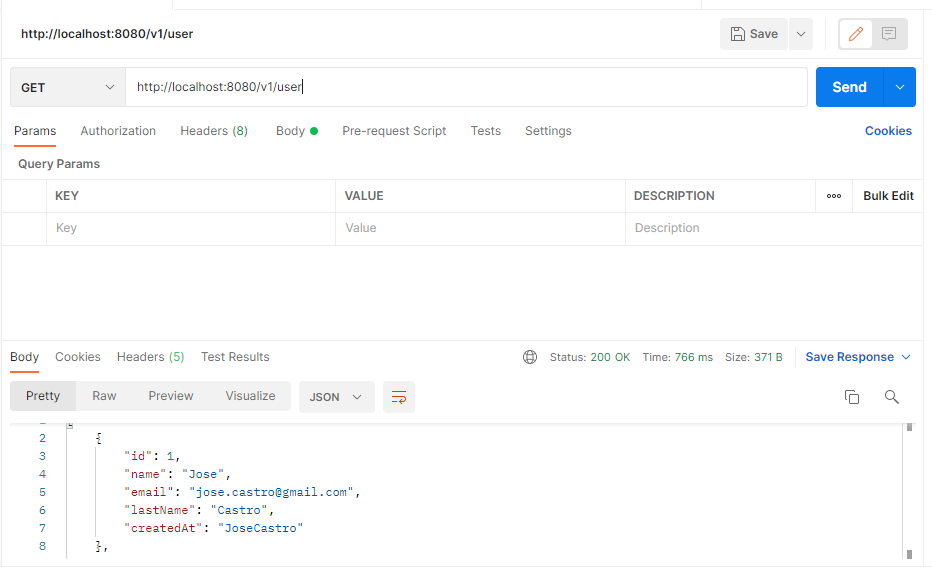 http://localhost:8080/v1/user
Save
GET
http://localhost:8080/v1/user
Send
Params Authorization Headers (8) Body Pre-request Script Tests Settings Cookies
Query Params
KEY VALUE DESCRIPTION ooo Bulk Edit
Key Value Description
Body Cookies Headers (5) Test Results Status: 200 OK Time: 766 ms Size: 371 B Save Response
Pretty Raw Preview Visualize JSON
2 {
3 "id": 1,
4 "name": "Jose",
5 "email": "jose.castro@gmail.com",
6 "lastName": "Castro",
7 "createdAt": "JoseCastro"
8 },